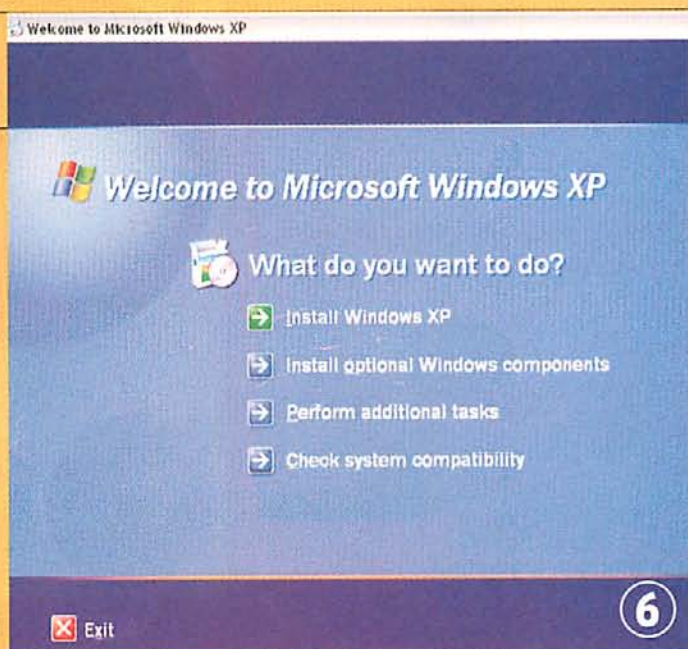 Welcome to Microsoft Windows XP
Welcome to Microsoft Windows XP
What do you want to do?
Install Windows XP
Install optional Windows components
Perform additional tasks
Check system compatibility
Exit
6